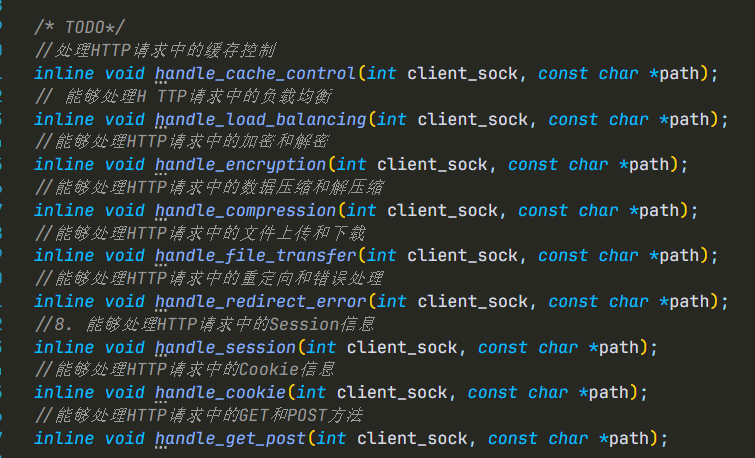 /* TODO*/
//处理HTTP请求中的缓存控制
inline void handle_cache_control(int client_sock, const char *path);
// 能够处理H TTP请求中的负载均衡
inline void handle_load_balancing(int client_sock, const char *path);
//能够处理HTTP请求中的加密和解密
inline void handle_encryption(int client_sock, const char *path);
//能够处理HTTP请求中的数据压缩和解压缩
inline void handle_compression(int client_sock, const char *path);
//能够处理HTTP请求中的文件上传和下载
inline void handle_file_transfer(int client_sock, const char *path);
//能够处理HTTP请求中的重定向和错误处理
inline void handle_redirect_error(int client_sock, const char *path);
//8. 能够处理HTTP请求中的Session信息
inline void handle_session(int client_sock, const char *path);
//能够处理HTTP请求中的Cookie信息
inline void handle_cookie(int client_sock, const char *path);
//能够处理HTTP请求中的GET和POST方法
inline void handle_get_post(int client_sock, const char *path);